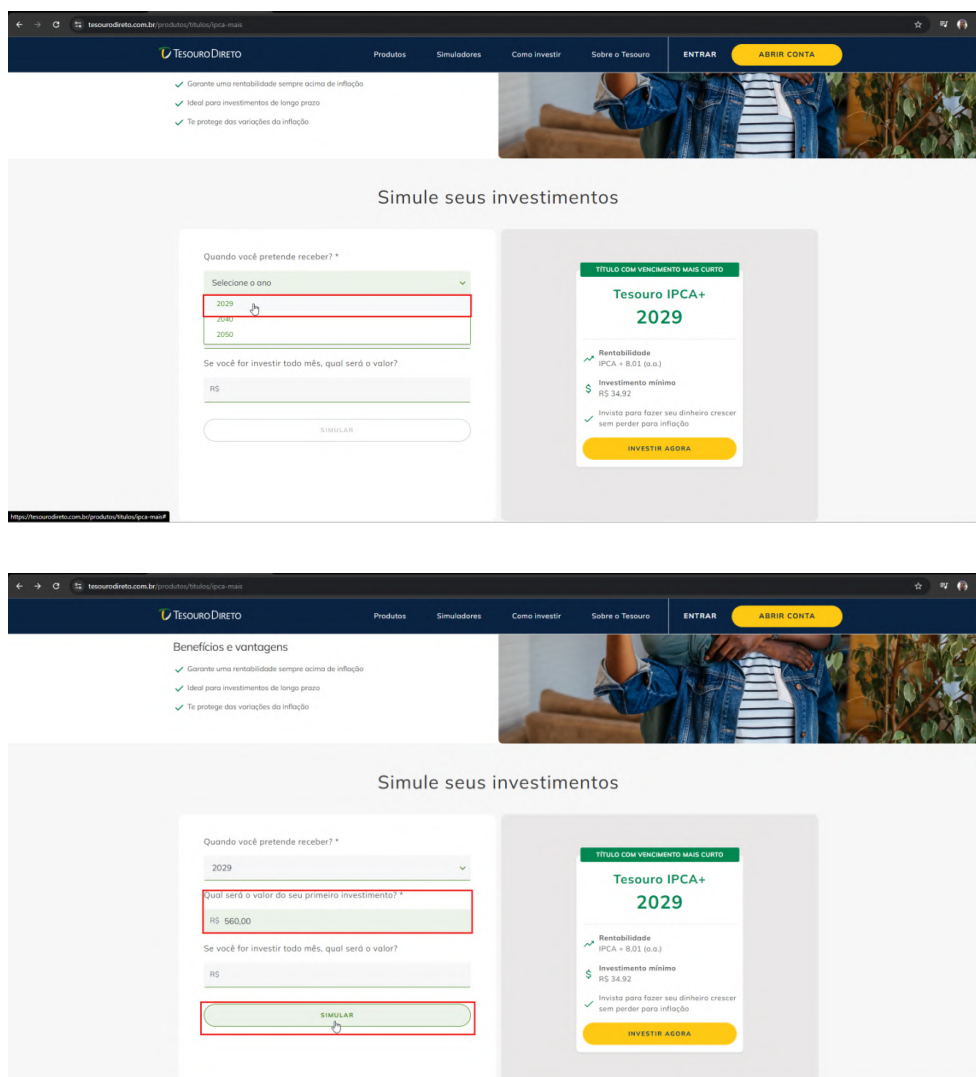 tesourodireto.com.br/produtos/titulos/ipca-mais
TESOURO DIRETO
Produtos
Simuladores
Como investir
Sobre o Tesouro
ENTRAR
ABRIR CONTA
Garante uma rentabilidade sempre acima de inflação
Ideal para investimentos de longo prazo
Te protege das variações da inflação
Simule seus investimentos
Quando você pretende receber? *
Selecione o ano
2029
2040
2050
Se você for investir todo mês, qual será o valor?
R$
SIMULAR
TÍTULO COM VENCIMENTO MAIS CURTO
Tesouro IPCA+
2029
Rentabilidade
IPCA + 8,01 (a.a.)
Investimento mínimo
R$ 34,92
Invista para fazer seu dinheiro crescer
sem perder para inflação
INVESTIR AGORA
https://tesourodireto.com.br/produtos/titulos/ipca-mais#
tesourodireto.com.br/produtos/titulos/ipca-mais
TESOURO DIRETO
Produtos
Simuladores
Como investir
Sobre o Tesouro
ENTRAR
ABRIR CONTA
Benefícios e vantagens
Garante uma rentabilidade sempre acima de inflação
Ideal para investimentos de longo prazo
Te protege das variações da inflação
Simule seus investimentos
Quando você pretende receber? *
2029
Qual será o valor do seu primeiro investimento? *
R$ 560,00
Se você for investir todo mês, qual será o valor?
R$
SIMULAR
TÍTULO COM VENCIMENTO MAIS CURTO
Tesouro IPCA+
2029
Rentabilidade
IPCA + 8,01 (a.a.)
Investimento mínimo
R$ 34,92
Invista para fazer seu dinheiro crescer
sem perder para inflação
INVESTIR AGORA